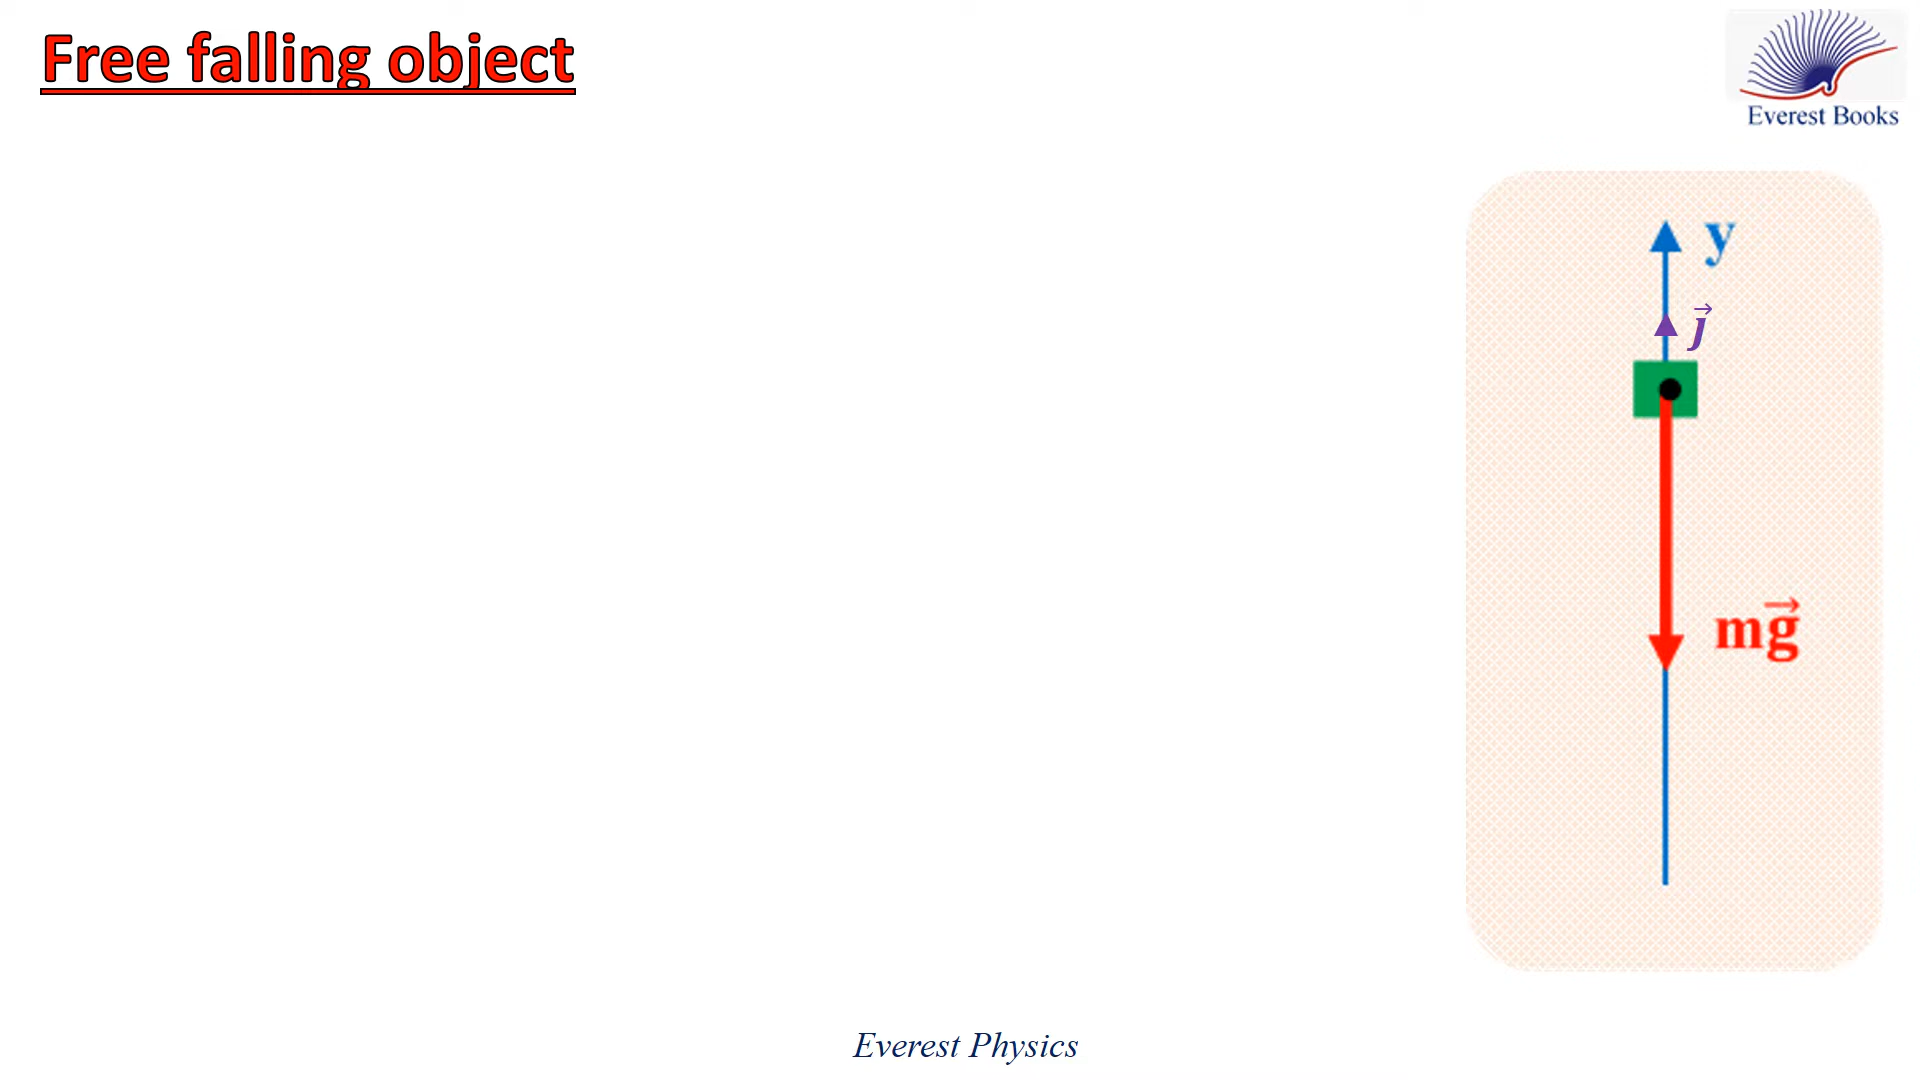 Free falling object
Everest Books
y
j⃗
mg⃗
Everest Physics